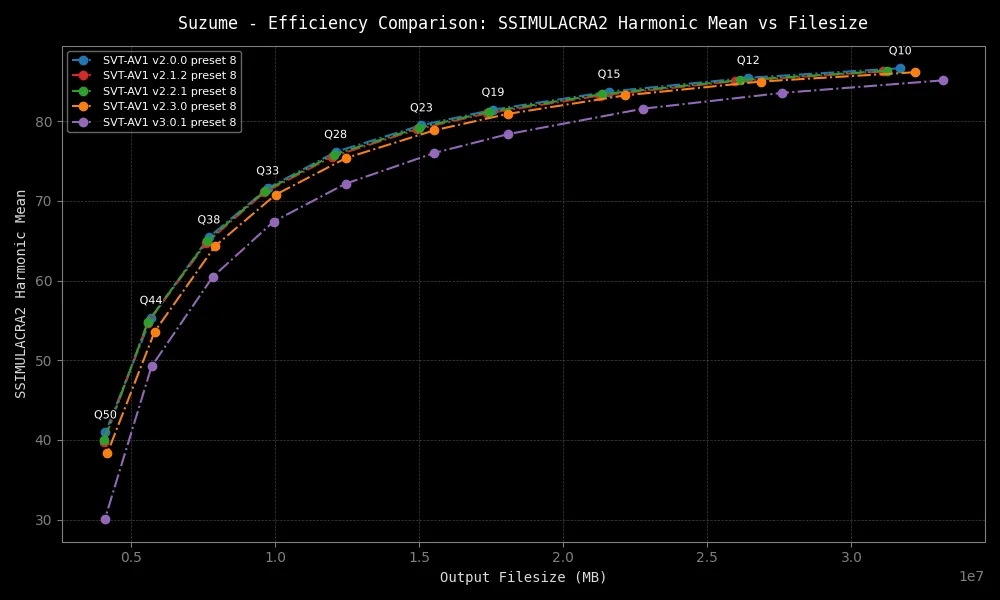 Suzume - Efficiency Comparison: SSIMULACRA2 Harmonic Mean vs Filesize
SVT-AV1 v2.0.0 preset 8
SVT-AV1 v2.1.2 preset 8
SVT-AV1 v2.2.1 preset 8
SVT-AV1 v2.3.0 preset 8
SVT-AV1 v3.0.1 preset 8
Q10
Q12
Q15
Q19
Q23
Q28
Q33
Q38
Q44
Q50
SSIMULACRA2 Harmonic Mean
80
70
60
50
40
30
0.5
1.0
1.5
2.0
2.5
3.0
1e7
Output Filesize (MB)